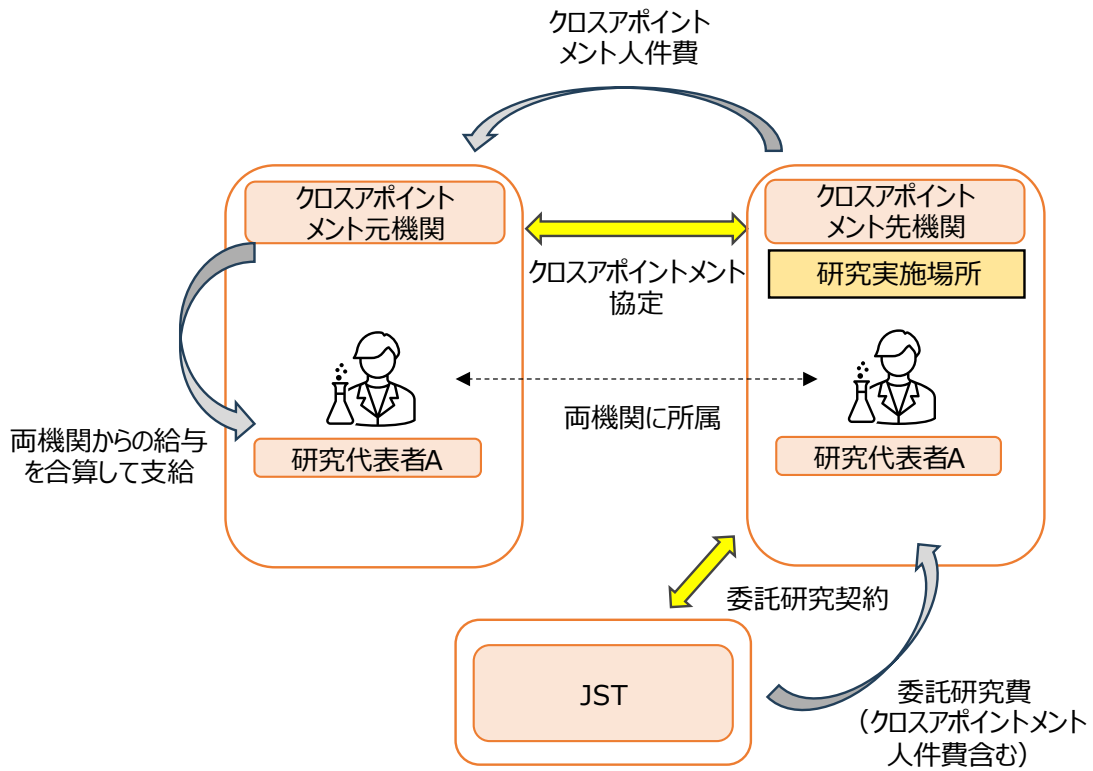 クロスアポイント
メント人件費
クロスアポイント
メント元機関
クロスアポイント
メント先機関
研究実施場所
クロスアポイントメント
協定
両機関に所属
両機関からの給与
を合算して支給
研究代表者A
研究代表者A
委託研究契約
JST
委託研究費
（クロスアポイントメント
人件費含む）